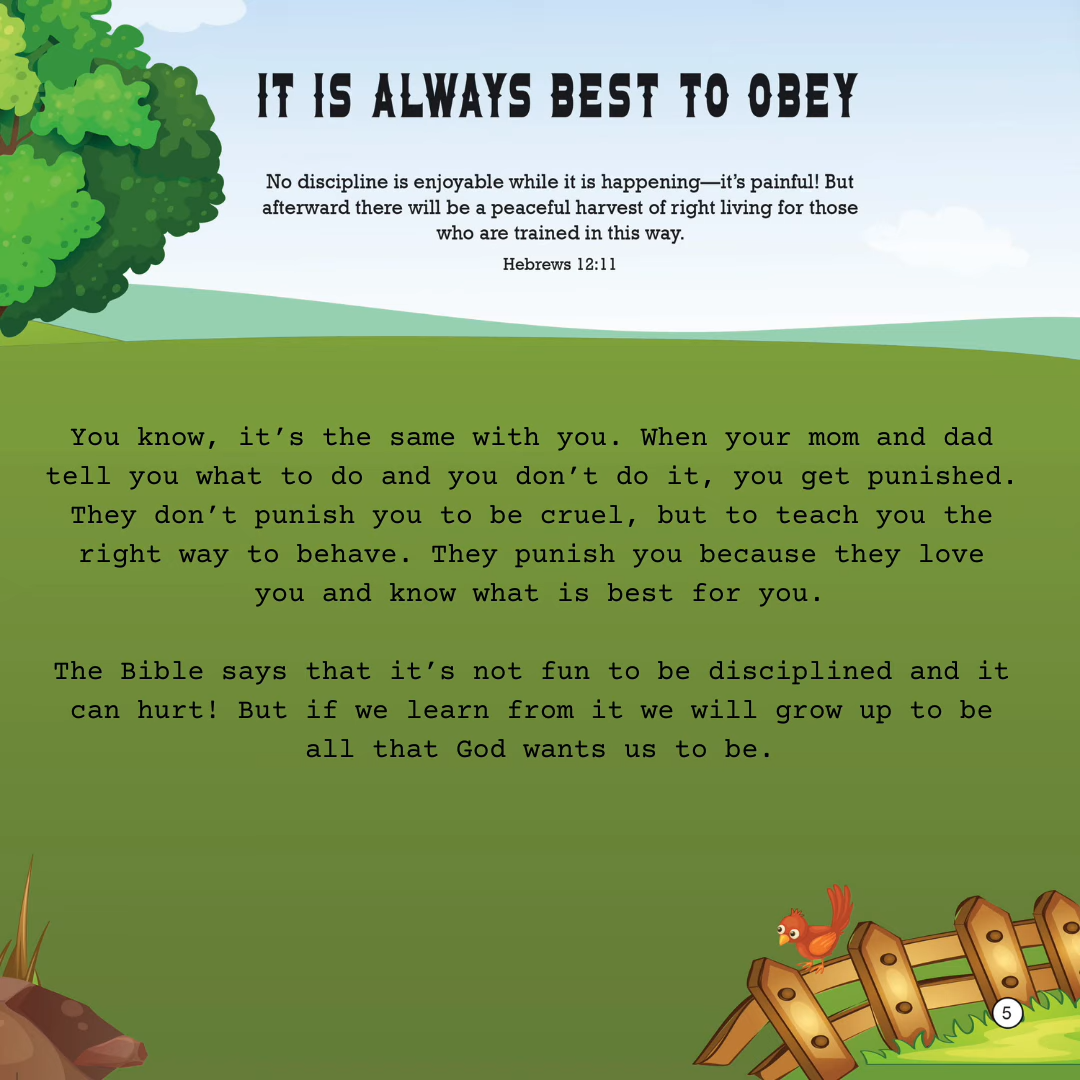 IT IS ALWAYS BEST TO OBEY
No discipline is enjoyable while it is happening—it’s painful! But
afterward there will be a peaceful harvest of right living for those
who are trained in this way.
Hebrews 12:11
You know, it’s the same with you. When your mom and dad
tell you what to do and you don’t do it, you get punished.
They don’t punish you to be cruel, but to teach you the
right way to behave. They punish you because they love
you and know what is best for you.
The Bible says that it’s not fun to be disciplined and it
can hurt! But if we learn from it we will grow up to be
all that God wants us to be.
5